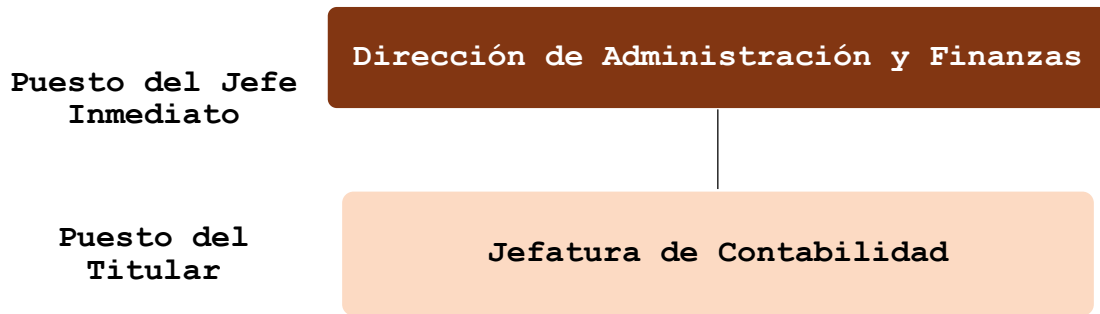 Dirección de Administración y Finanzas
Puesto del Jefe
Inmediato
Puesto del
Titular
Jefatura de Contabilidad